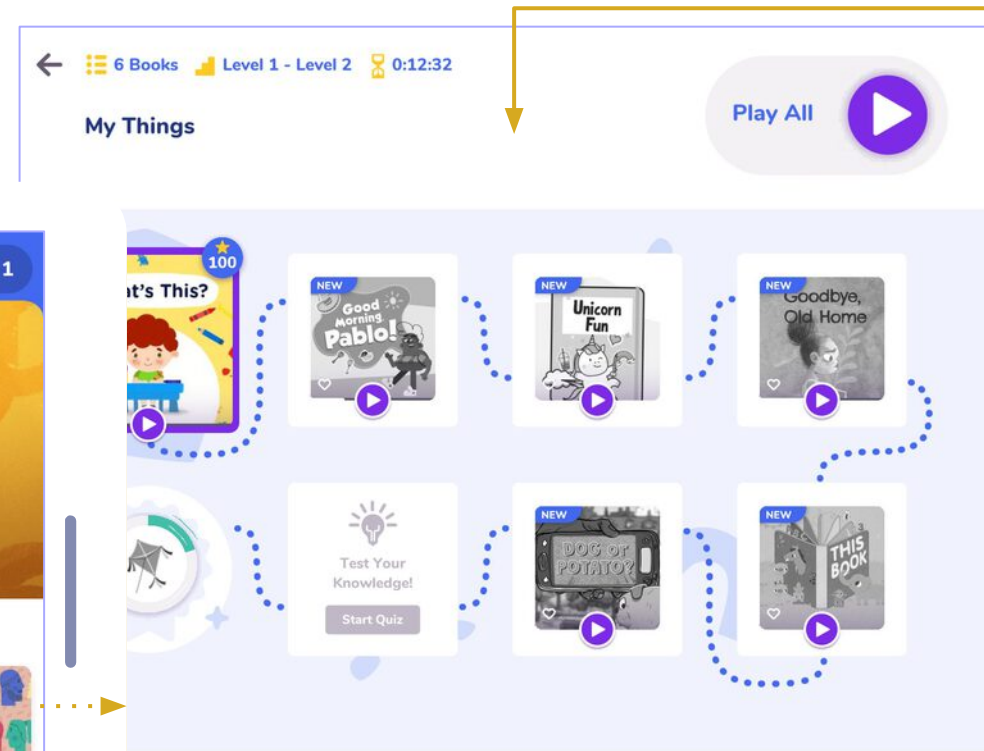 6 Books Level 1 - Level 2 0:12:32
My Things
Play All
1
100
at's This?
NEW
Good
Morning,
Pablo!
NEW
Unicorn
Fun
NEW
Goodbye,
Old Home
Test Your
Knowledge!
Start Quiz
NEW
DOG or
POTATO?
NEW
THIS
BOOK